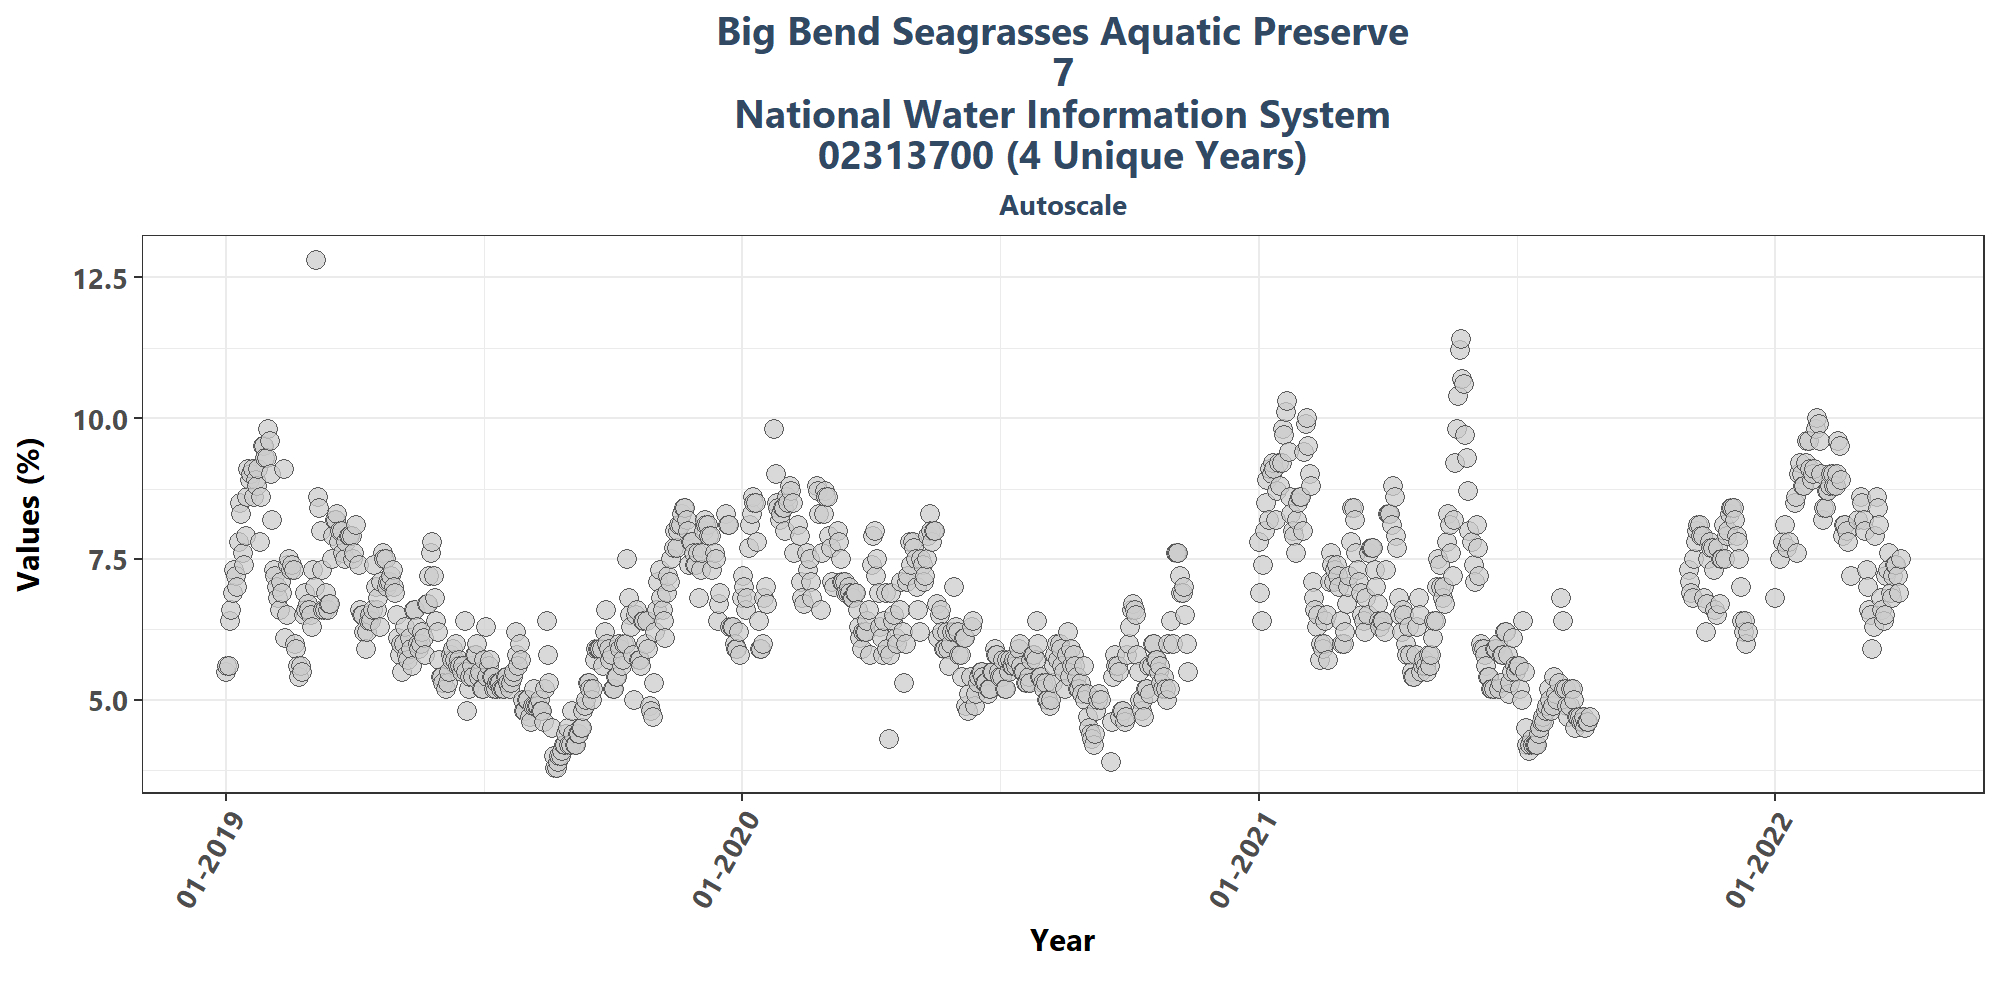 Big Bend Seagrasses Aquatic Preserve
7
National Water Information System
02313700 (4 Unique Years)
Autoscale
Values (%)
12.5
10.0
7.5
5.0
01-2019
01-2020
01-2021
01-2022
Year